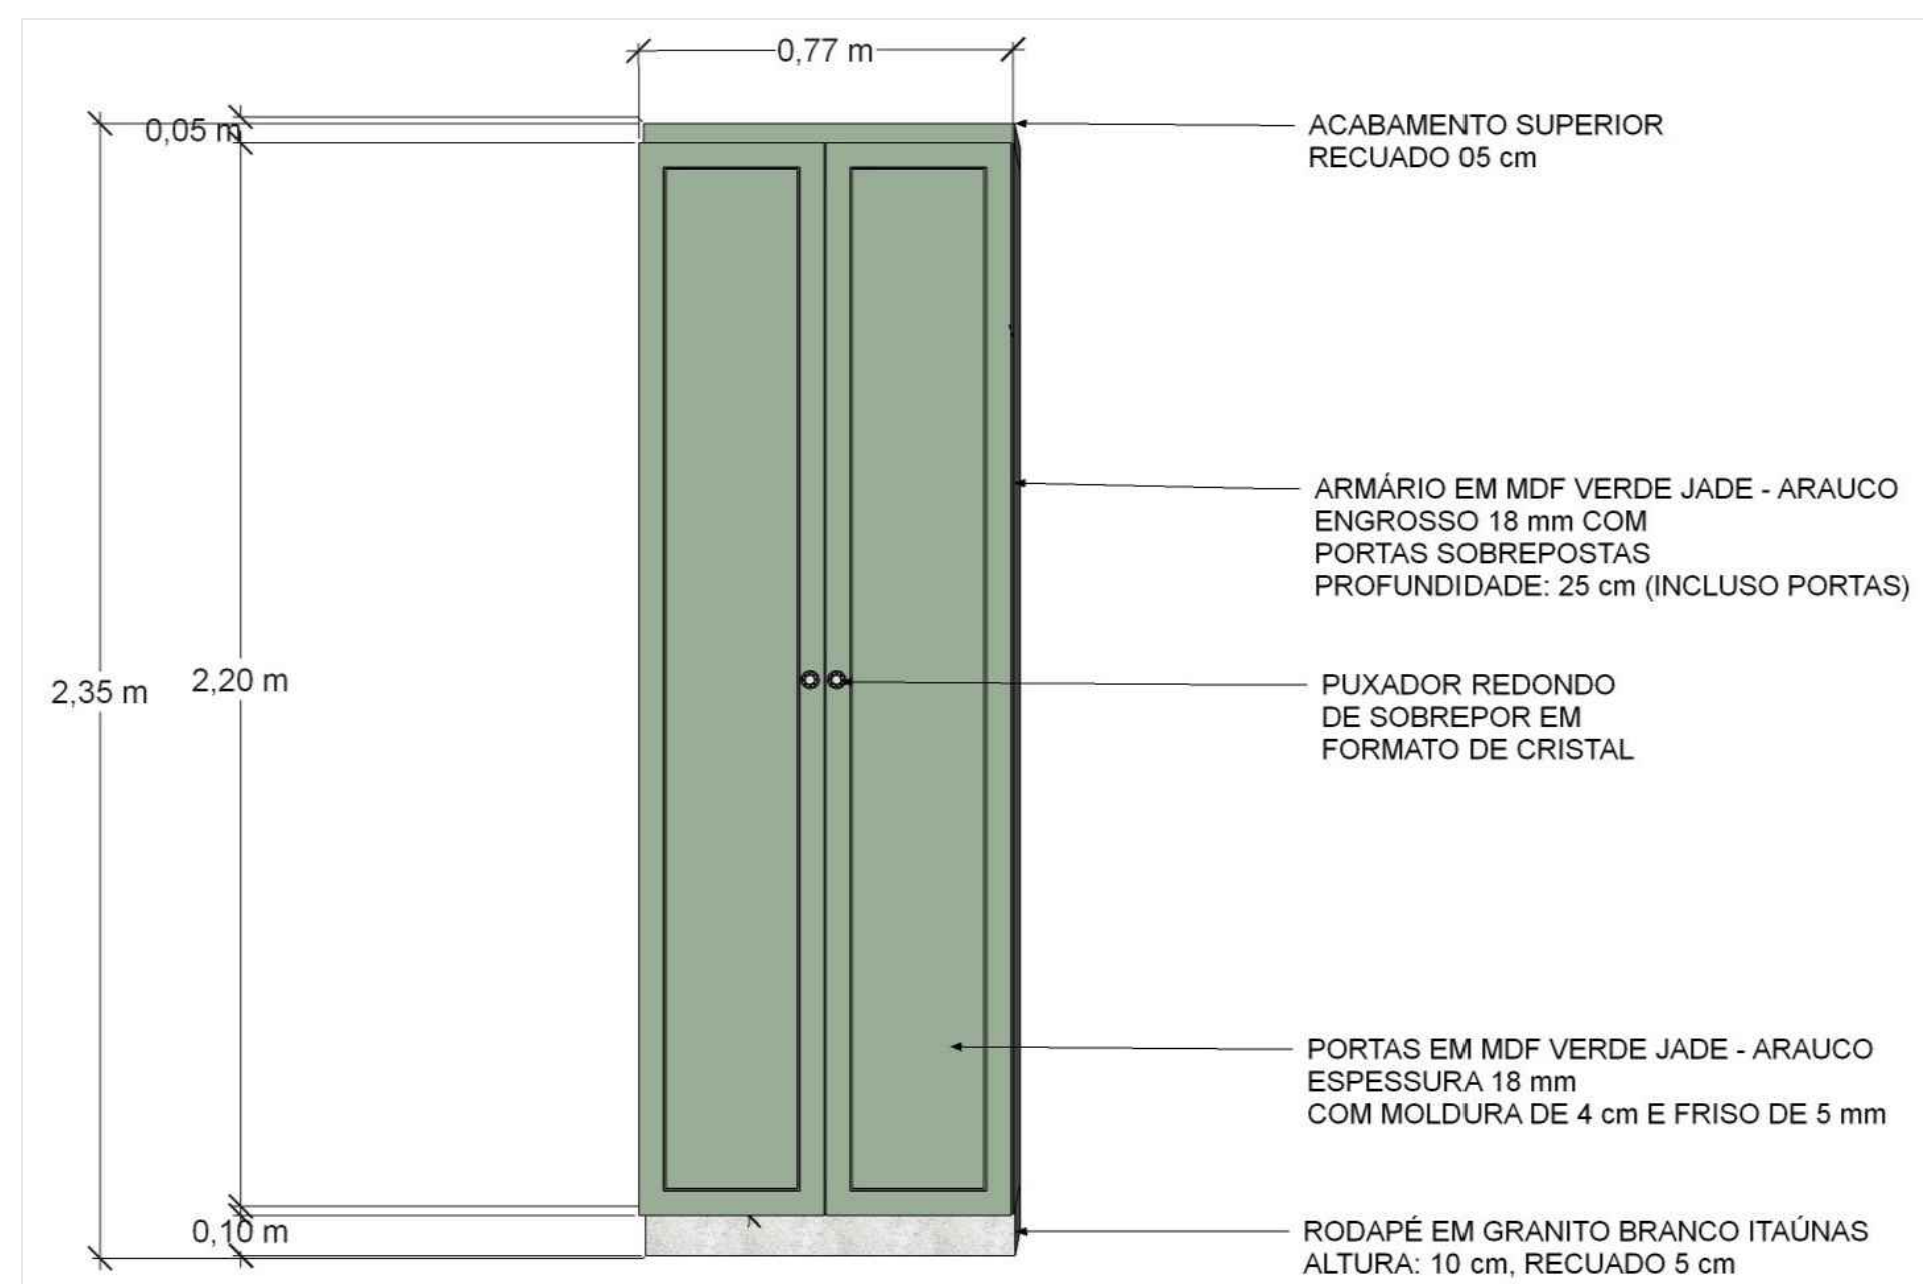 0,77 m
0,05 m
ACABAMENTO SUPERIOR
RECUADO 05 cm
ARMÁRIO EM MDF VERDE JADE - ARAUCO
ENGROSSO 18 mm COM
PORTAS SOBREPOSTAS
PROFUNDIDADE: 25 cm (INCLUSO PORTAS)
2,35 m
2,20 m
PUXADOR REDONDO
DE SOBREPOR EM
FORMATO DE CRISTAL
PORTAS EM MDF VERDE JADE - ARAUCO
ESPESSURA 18 mm
COM MOLDURA DE 4 cm E FRISO DE 5 mm
0,10 m
RODAPÉ EM GRANITO BRANCO ITAÚNAS
ALTURA: 10 cm, RECUADO 5 cm